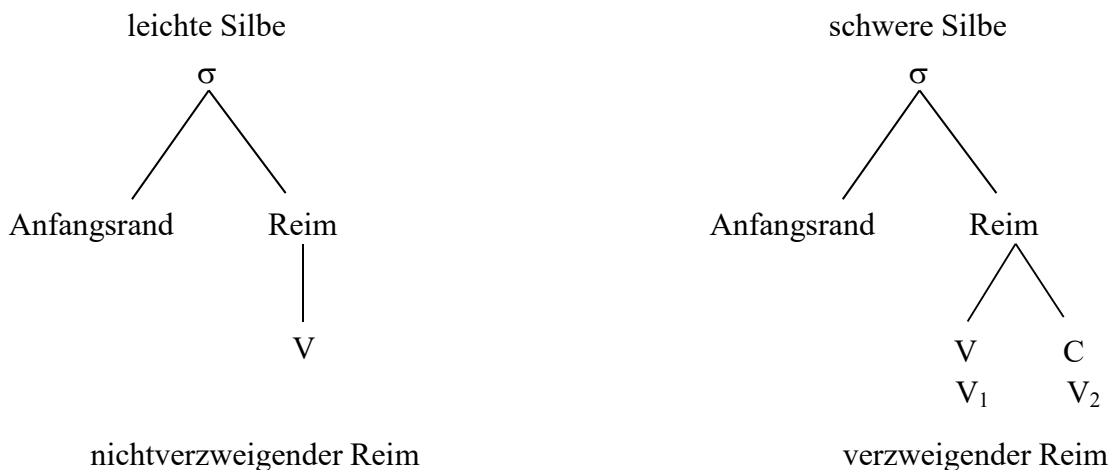 leichte Silbe schwere Silbe
σ σ
Anfangsrand Reim Anfangsrand Reim
V V C
V₁ V₂
nichtverzweigender Reim verzweigender Reim